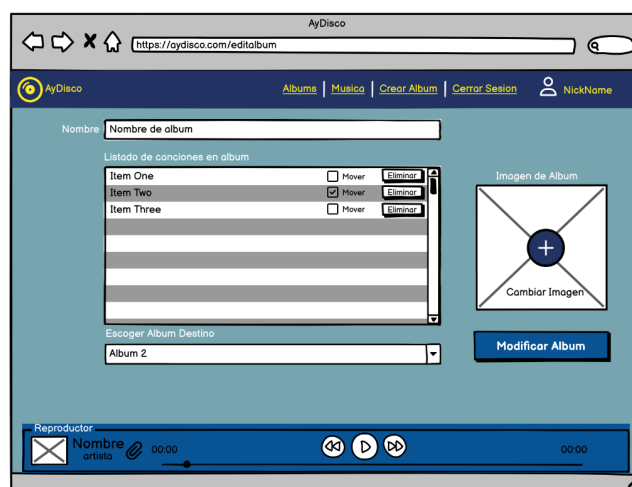 AyDisco
https://aydisco.com/editalbum
AyDisco Albums Musica Crear Album Cerrar Sesion NickName
Nombre Nombre de album
Listado de canciones en album
Item One Mover Eliminar
Item Two Mover Eliminar
Item Three Mover Eliminar
Imagen de Album
Cambiar Imagen
Escoger Album Destino
Album 2
Modificar Album
Reproductor
Nombre
artista
00:00 00:00